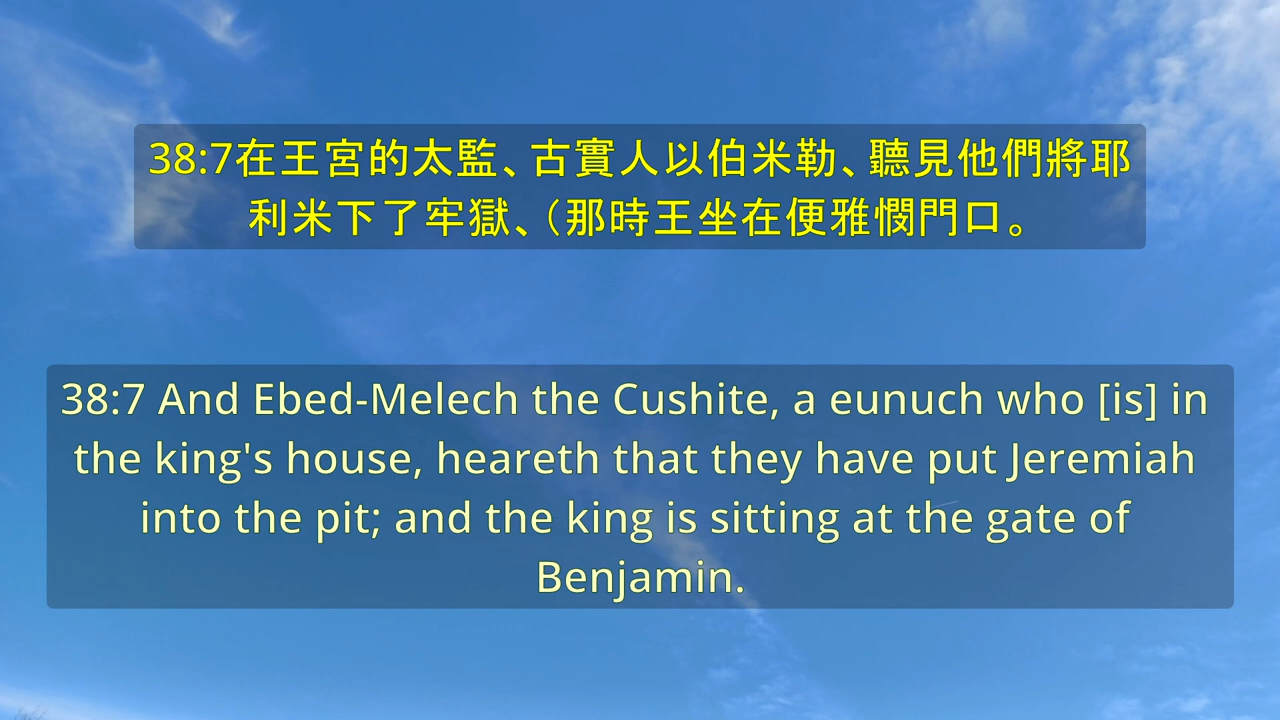 38:7在王宮的太監、古實人以伯米勒、聽見他們將耶
利米下了牢獄、（那時王坐在便雅憫門口。
38:7 And Ebed-Melech the Cushite, a eunuch who [is] in
the king's house, heareth that they have put Jeremiah
into the pit; and the king is sitting at the gate of
Benjamin.